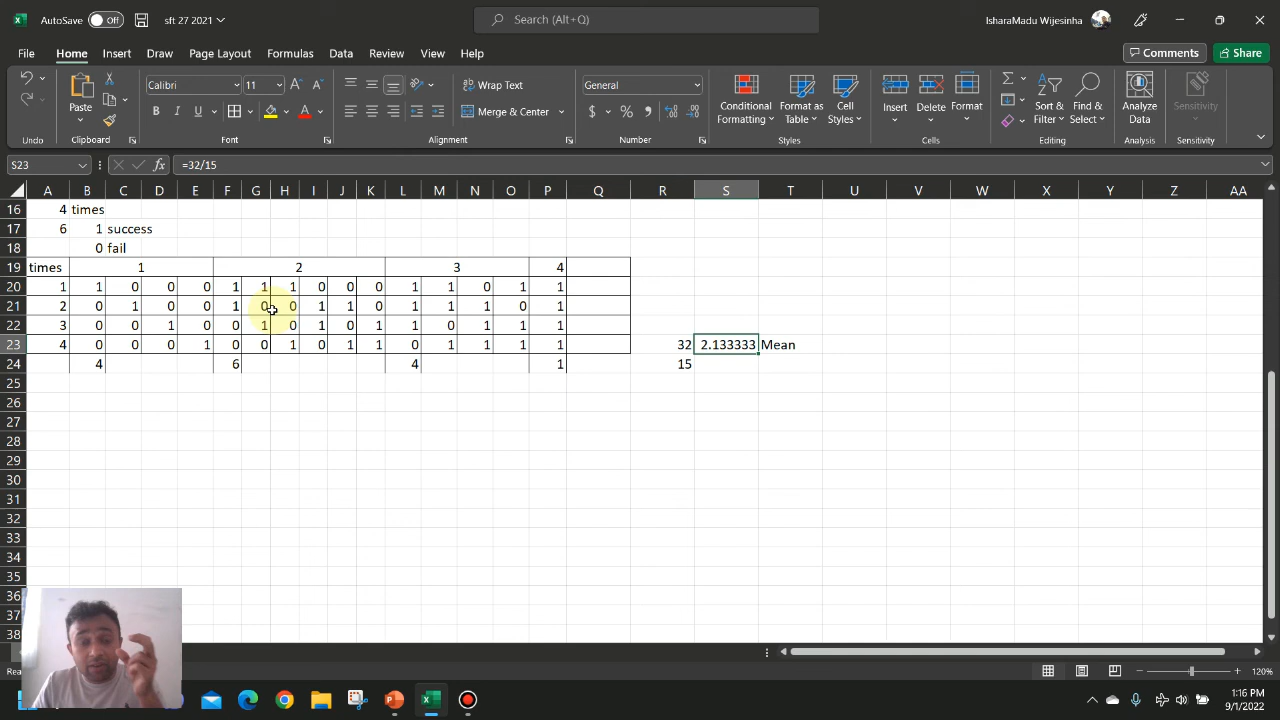 AutoSave Off sft 27 2021 Search (Alt+Q) IsharaMadu Wijesinha
File Home Insert Draw Page Layout Formulas Data Review View Help Comments Share
Calibri 11 Wrap Text General
Paste B I U Merge & Center $ % Conditional Formatting Format as Table Cell Styles Insert Delete Format Sort & Filter Find & Select Analyze Data Sensitivity
Undo Clipboard Font Alignment Number Styles Cells Editing Analysis Sensitivity
S23 fx =32/15
A B C D E F G H I J K L M N O P Q R S T U V W X Y Z AA
16 4 times
17 6 1 success
18 0 fail
19 times 1 2 3 4
20 1 1 0 0 0 1 1 1 0 0 0 1 1 0 1 1
21 2 0 1 0 0 1 0 0 1 1 0 1 1 1 0 1
22 3 0 0 1 0 0 1 0 1 0 1 1 0 1 1 1
23 4 0 0 0 1 0 0 1 0 1 1 0 1 1 1 1 32 2.133333 Mean
24 4 6 4 1 15
25
26
27
28
29
30
31
32
33
34
35
36
37
38
120%
1:16 PM
9/1/2022